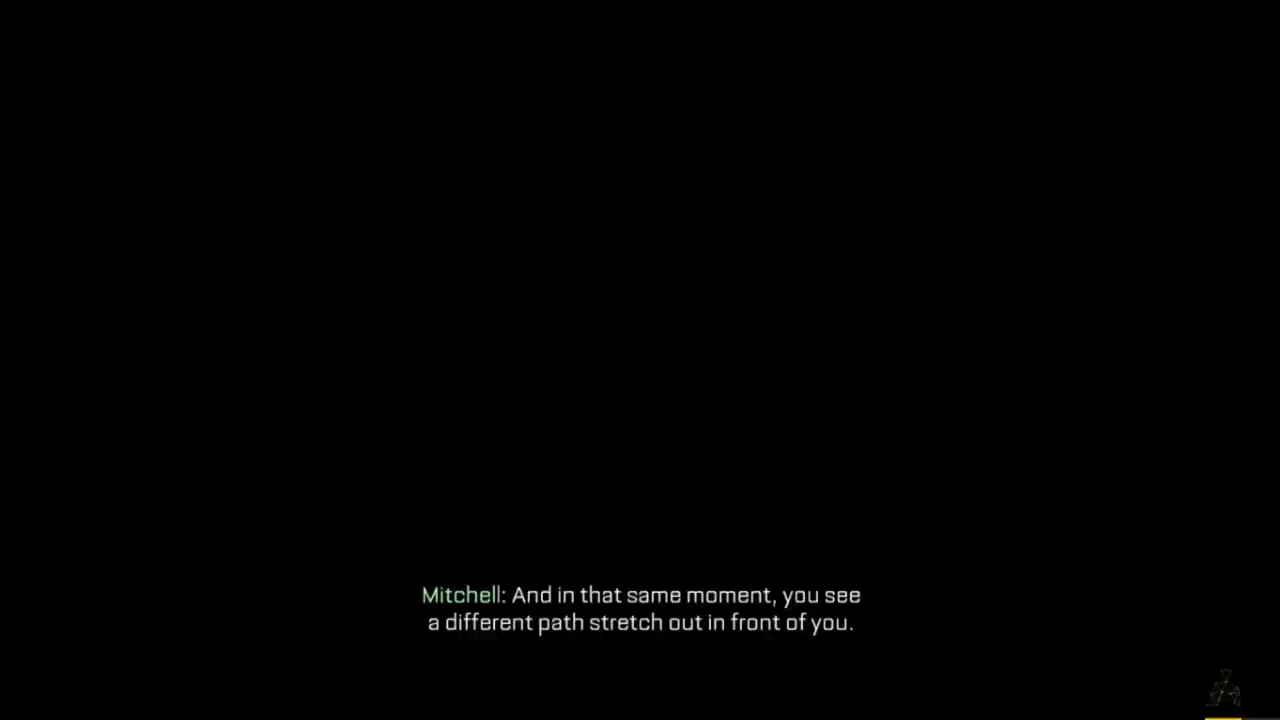 Mitchell: And in that same moment, you see
a different path stretch out in front of you.